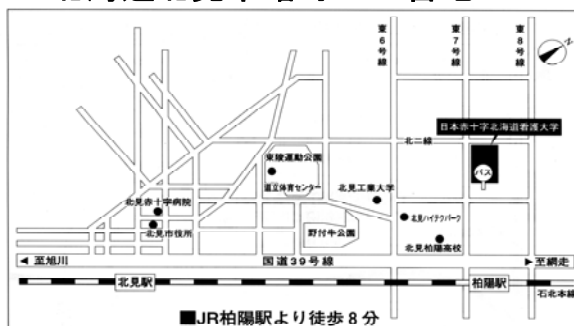 東6号線
東7号線
東8号線
N
日本赤十字北海道看護大学
北二線
バス
東陵運動公園
道立体育センター
北見工業大学
北見赤十字病院
北見市役所
野付牛公園
北見ハイテクパーク
北見柏陽高校
至旭川
国道39号線
至網走
北見駅
柏陽駅
石北本線
■JR柏陽駅より徒歩8分